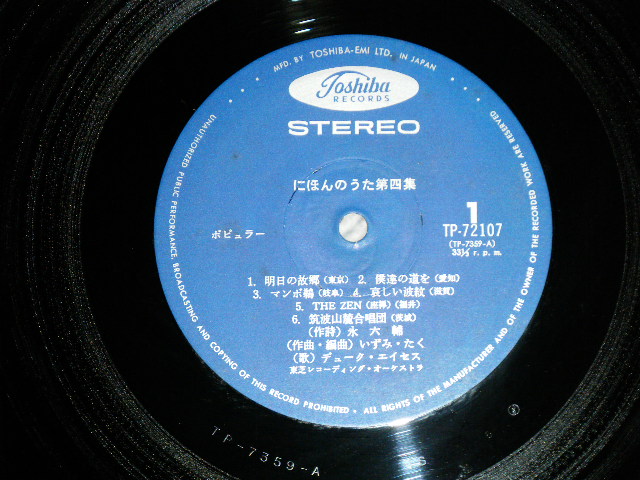 MFD. BY TOSHIBA-EMI LTD. IN JAPAN
Toshiba
RECORDS
STEREO
にほんのうた第四集
ポピュラー
1
TP-72107
(TP-7359-A)
33⅓ r.p.m.
1. 明日の故郷(東京) 2. 僕達の道を(愛知)
3. マンボ鵜(岐阜) 4. 哀しい波紋(滋賀)
5. THE ZEN(座禅)(福井)
6. 筑波山麓合唱団(茨城)
(作詩)永 六輔
(作曲・編曲)いずみ・たく
(歌)デューク・エイセス
東芝レコーディング・オーケストラ
UNAUTHORIZED PUBLIC PERFORMANCE, BROADCASTING AND COPYING OF THIS RECORD PROHIBITED • ALL RIGHTS OF THE MANUFACTURER AND OF THE OWNER OF THE RECORDED WORK ARE RESERVED
TP-7359-A